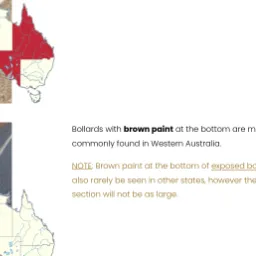 Bollards with brown paint at the bottom are m
commonly found in Western Australia.
NOTE: Brown paint at the bottom of exposed bo
also rarely be seen in other states, however the
section will not be as large.